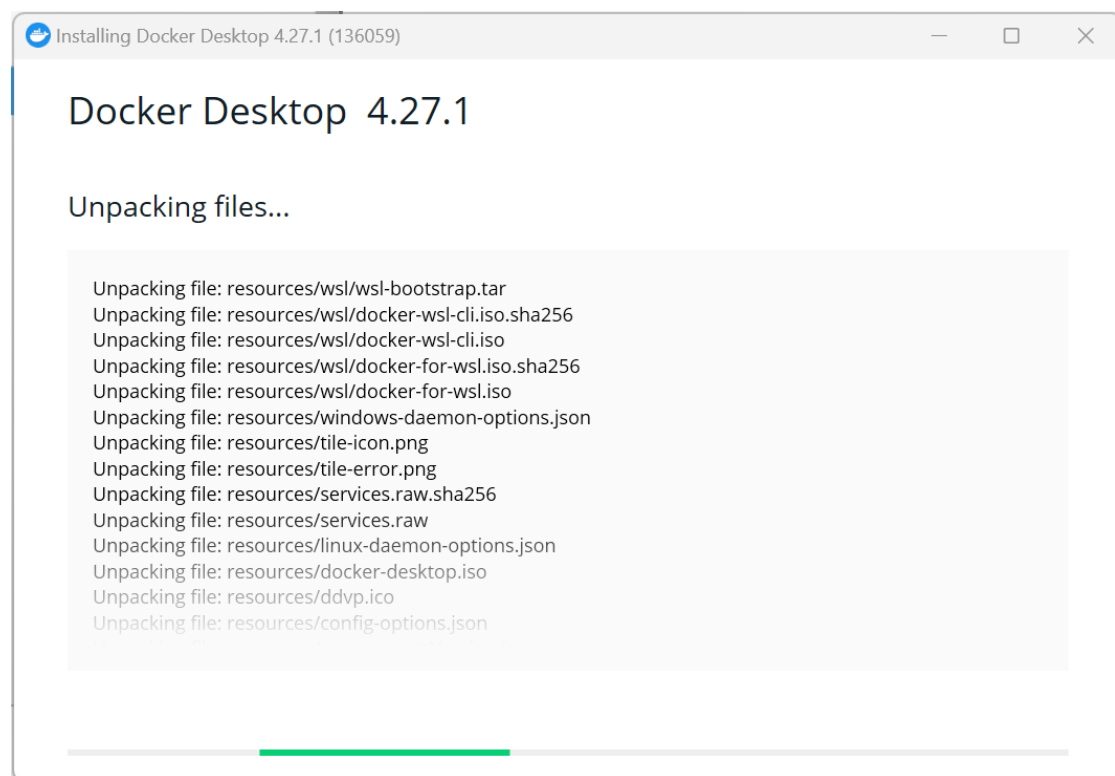 Installing Docker Desktop 4.27.1 (136059)
Docker Desktop 4.27.1
Unpacking files...
Unpacking file: resources/wsl/wsl-bootstrap.tar
Unpacking file: resources/wsl/docker-wsl-cli.iso.sha256
Unpacking file: resources/wsl/docker-wsl-cli.iso
Unpacking file: resources/wsl/docker-for-wsl.iso.sha256
Unpacking file: resources/wsl/docker-for-wsl.iso
Unpacking file: resources/windows-daemon-options.json
Unpacking file: resources/tile-icon.png
Unpacking file: resources/tile-error.png
Unpacking file: resources/services.raw.sha256
Unpacking file: resources/services.raw
Unpacking file: resources/linux-daemon-options.json
Unpacking file: resources/docker-desktop.iso
Unpacking file: resources/ddvp.ico
Unpacking file: resources/config-options.json